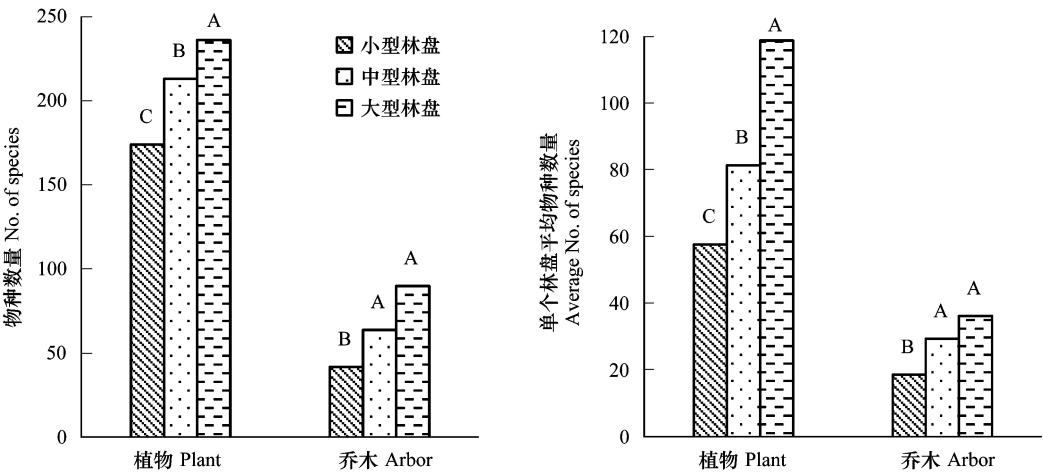 物种数量 No. of species
250
200
150
100
50
0
C
B
A
B
A
A
小型林盘
中型林盘
大型林盘
植物 Plant
乔木 Arbor
单个林盘平均物种数量
Average No. of species
120
100
80
60
40
20
0
C
B
A
B
A
A
植物 Plant
乔木 Arbor